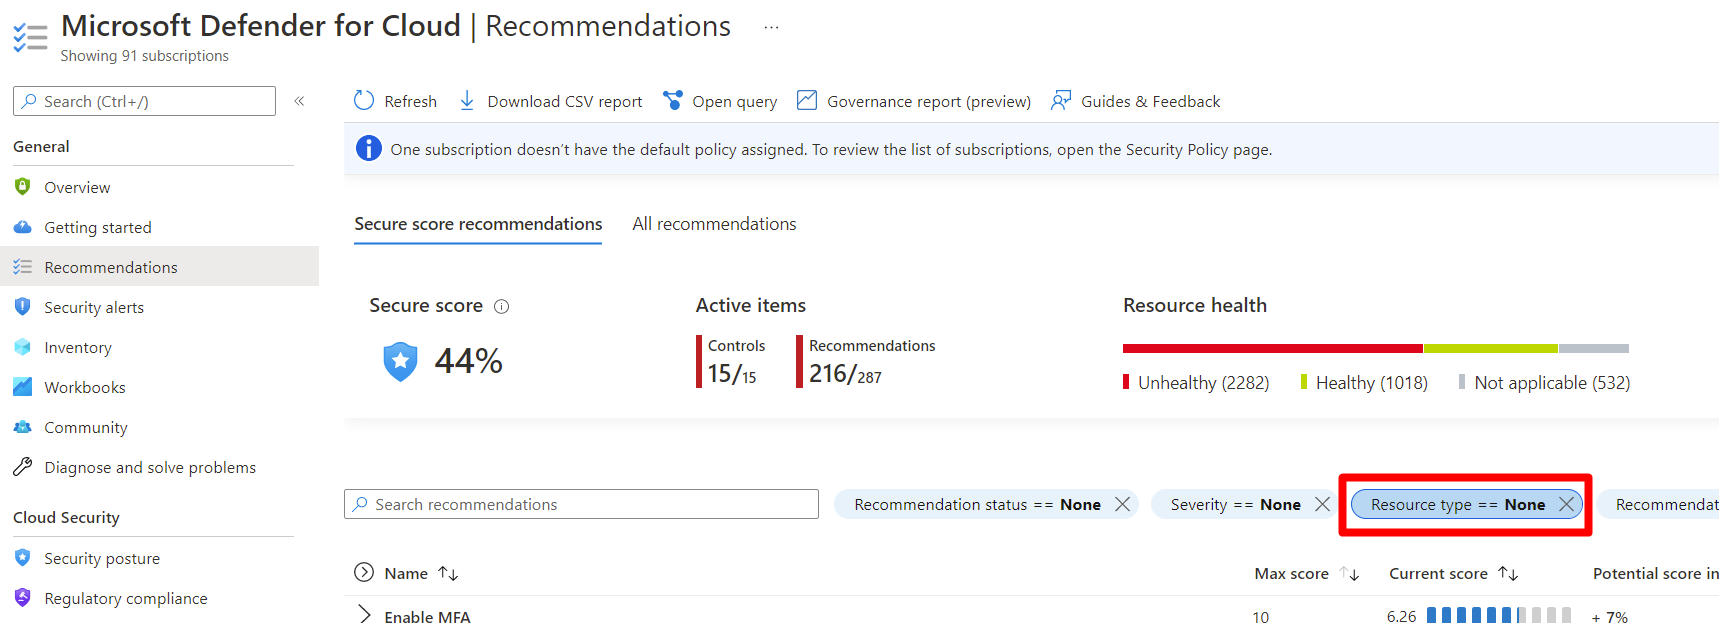 Microsoft Defender for Cloud | Recommendations ...
Showing 91 subscriptions
Search (Ctrl+/) «
Refresh Download CSV report Open query Governance report (preview) Guides & Feedback
One subscription doesn't have the default policy assigned. To review the list of subscriptions, open the Security Policy page.
General
Overview
Getting started
Recommendations
Security alerts
Inventory
Workbooks
Community
Diagnose and solve problems
Cloud Security
Security posture
Regulatory compliance
Secure score recommendations All recommendations
Secure score
44%
Active items
Controls
15/15
Recommendations
216/287
Resource health
Unhealthy (2282) Healthy (1018) Not applicable (532)
Search recommendations Recommendation status == None Severity == None Resource type == None Recommendat
Name Max score Current score Potential score in
Enable MFA 10 6.26 + 7%